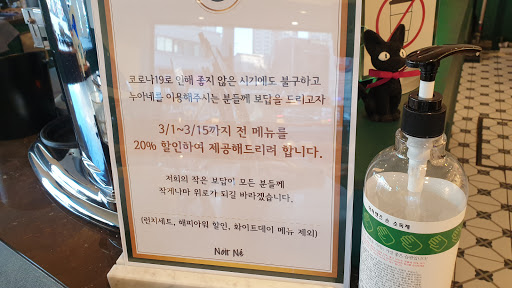 코로나19로 인해 좋지 않은 시기에도 불구하고
누아네를 이용해주시는 분들께 보답을 드리고자
3/1~3/15까지 전 메뉴를
20% 할인하여 제공해드리려 합니다.
저희의 작은 보답이 모든 분들께
작게나마 위로가 되길 바라겠습니다.
(런치세트, 해피아워 할인, 화이트데이 메뉴 제외)
Noir Né
손 소독제